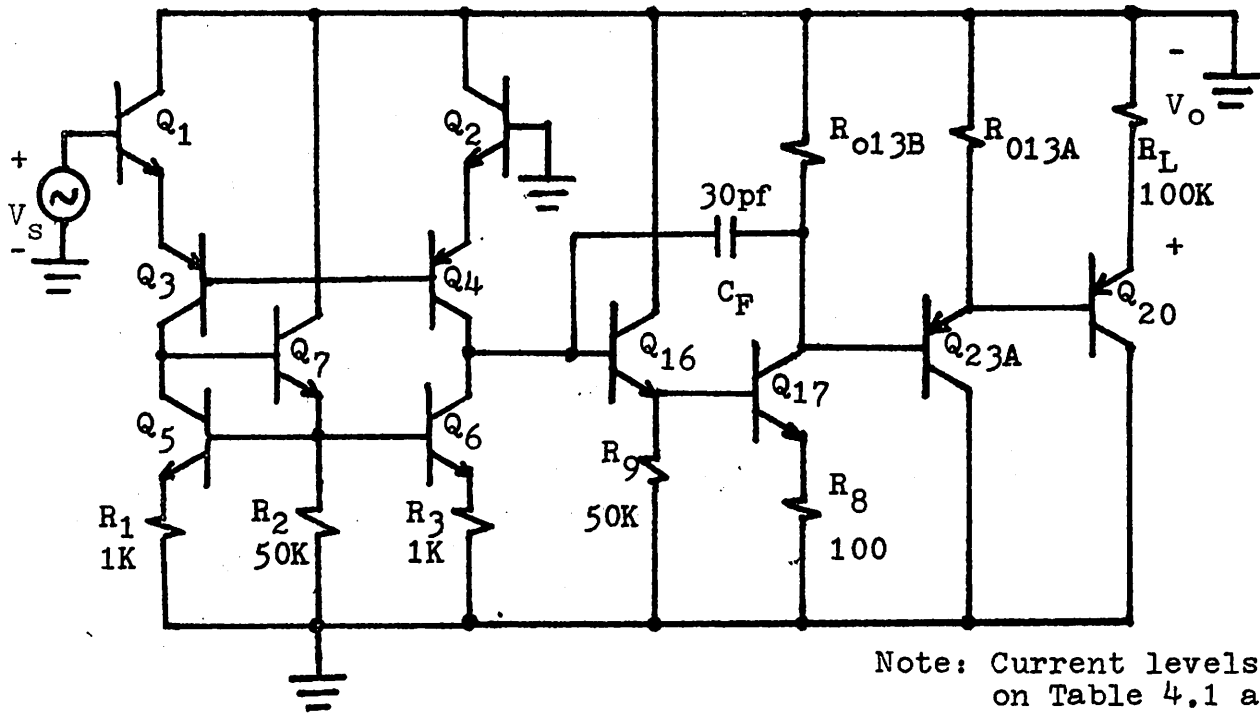 Q1
Q2
+
Vs
-
Q3
Q4
Q7
Q5
Q6
R1
1K
R2
50K
R3
1K
30pf
CF
Q16
R9
50K
Q17
R8
100
Ro13B
Ro13A
Q23A
-
Vo
+
RL
100K
Q20
Note: Current levels
on Table 4.1 a